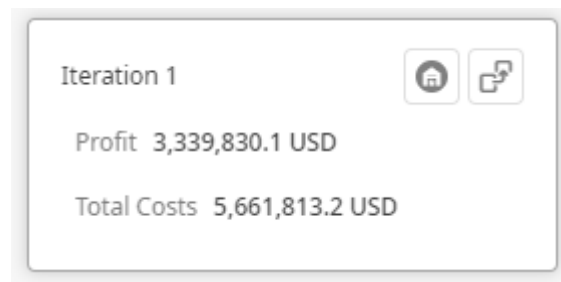 Iteration 1
Profit 3,339,830.1 USD
Total Costs 5,661,813.2 USD